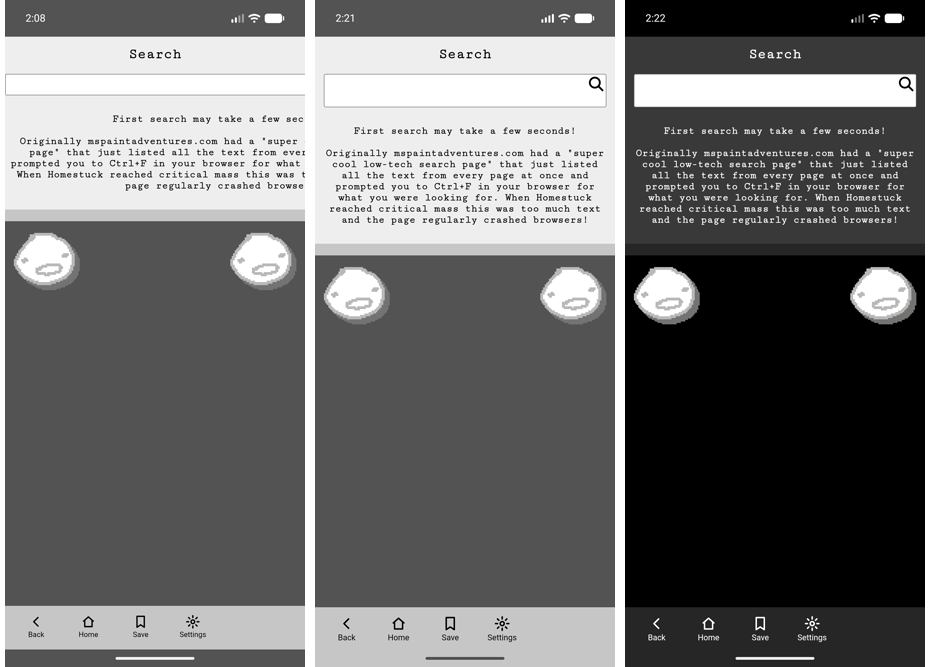 2:08
Search
First search may take a few sec
Originally mspaintadventures.com had a "super
page" that just listed all the text from ever
prompted you to Ctrl+F in your browser for what
When Homestuck reached critical mass this was t
page regularly crashed browse
Back Home Save Settings
2:21
Search
First search may take a few seconds!
Originally mspaintadventures.com had a "super
cool low-tech search page" that just listed
all the text from every page at once and
prompted you to Ctrl+F in your browser for
what you were looking for. When Homestuck
reached critical mass this was too much text
and the page regularly crashed browsers!
Back Home Save Settings
2:22
Search
First search may take a few seconds!
Originally mspaintadventures.com had a "super
cool low-tech search page" that just listed
all the text from every page at once and
prompted you to Ctrl+F in your browser for
what you were looking for. When Homestuck
reached critical mass this was too much text
and the page regularly crashed browsers!
Back Home Save Settings